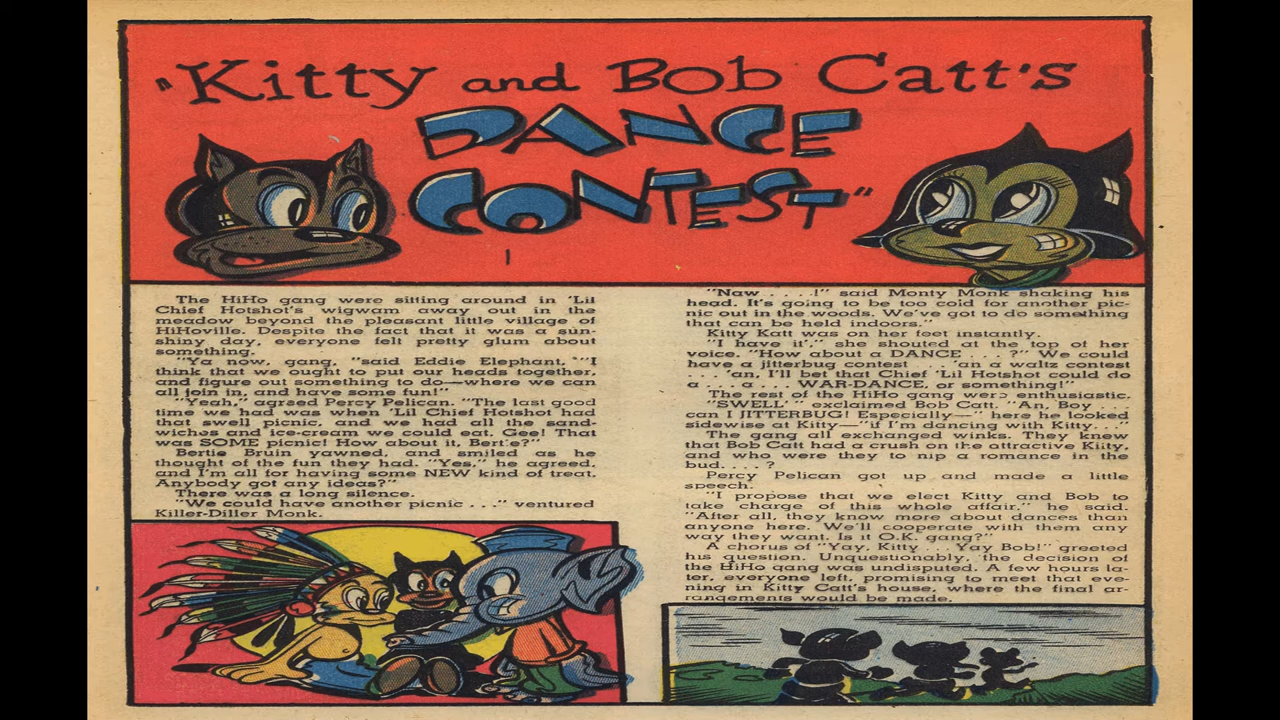 "Kitty and Bob Catt's
DANCE
CONTEST"
The HiHo gang were sitting around in 'Lil
Chief Hotshot's wigwam away out in the
meadow beyond the pleasant little village of
HiHoville. Despite the fact that it was a sun-
shiny day, everyone felt pretty glum about
something.
"Ya now, gang, "said Eddie Elephant, "I
think that we ought to put our heads together,
and figure out something to do—where we can
all join in, and have some fun!"
"Yeah," agreed Percy Pelican. "The last good
time we had was when 'Lil Chief Hotshot had
that swell picnic, and we had all the sand-
wiches and ice-cream we could eat. Gee! That
was SOME picnic! How about it, Bertie?"
Bertie Bruin yawned, and smiled as he
thought of the fun they had. "Yes," he agreed,
and I'm all for having some NEW kind of treat.
Anybody got any ideas?"
There was a long silence.
"We could have another picnic . . ." ventured
Killer-Diller Monk.
"Naw . . . .!" said Monty Monk shaking his
head. It's going to be too cold for another pic-
nic out in the woods. We've got to do something
that can be held indoors."
Kitty Katt was on her feet instantly.
"I have it'," she shouted at the top of her
voice. "How about a DANCE . . . ?" We could
have a jitterbug contest . . . 'an a waltz contest
. . . 'an, I'll bet that Chief 'Lil Hotshot could do
a . . . a . . . WAR-DANCE, or something!"
The rest of the HiHo gang were enthusiastic.
"SWELL' " exclaimed Bob Catt. "An, Boy . .
can I JITTERBUG! Especially—" here he looked
sidewise at Kitty—"if I'm dancing with Kitty. . ."
The gang all exchanged winks. They knew
that Bob Catt had a crush on the attractive Kitty,
and who were they to nip a romance in the
bud. . . . ?
Percy Pelican got up and made a little
speech.
"I propose that we elect Kitty and Bob to
take charge of this whole affair," he said.
"After all, they know more about dances than
anyone here. We'll cooperate with them any
way they want. Is it O.K. gang?"
A chorus of "Yay, Kitty . . . Yay Bob!" greeted
his question. Unquestionably, the decision of
the HiHo gang was undisputed. A few hours la-
ter, everyone left, promising to meet that eve-
ning in Kitty Catt's house, where the final ar-
rangements would be made.